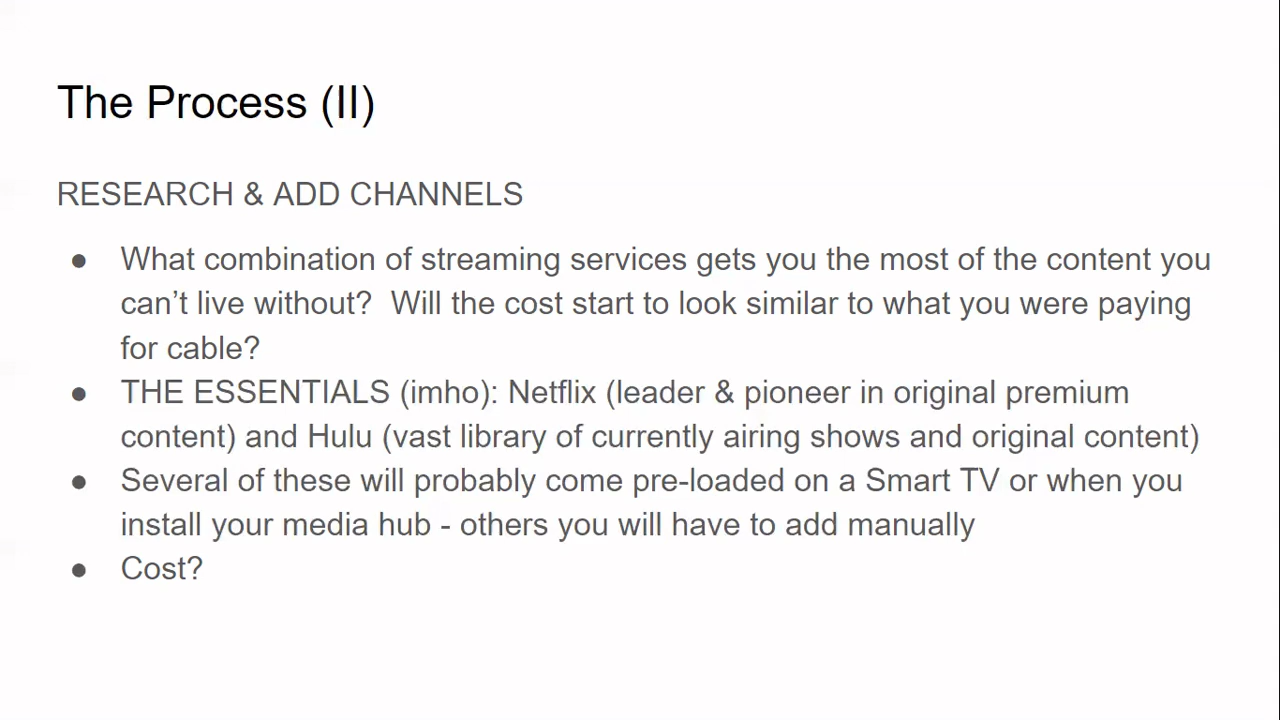 The Process (II)
RESEARCH & ADD CHANNELS
● What combination of streaming services gets you the most of the content you
can’t live without?  Will the cost start to look similar to what you were paying
for cable?
● THE ESSENTIALS (imho): Netflix (leader & pioneer in original premium
content) and Hulu (vast library of currently airing shows and original content)
● Several of these will probably come pre-loaded on a Smart TV or when you
install your media hub - others you will have to add manually
● Cost?